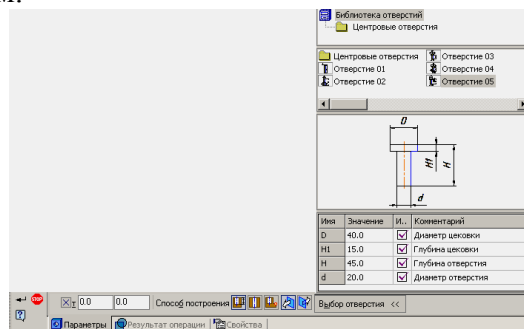 м.
Библиотека отверстий
Центровые отверстия
Центровые отверстия
Отверстие 01
Отверстие 02
Отверстие 03
Отверстие 04
Отверстие 05
D
H1
H
d
Имя Значение И.. Комментарий
D 40.0 Диаметр цековки
H1 15.0 Глубина цековки
H 45.0 Глубина отверстия
d 20.0 Диаметр отверстия
STOP
0.0 0.0 Способ построения Выбор отверстия <<
Параметры Результат операции Свойства